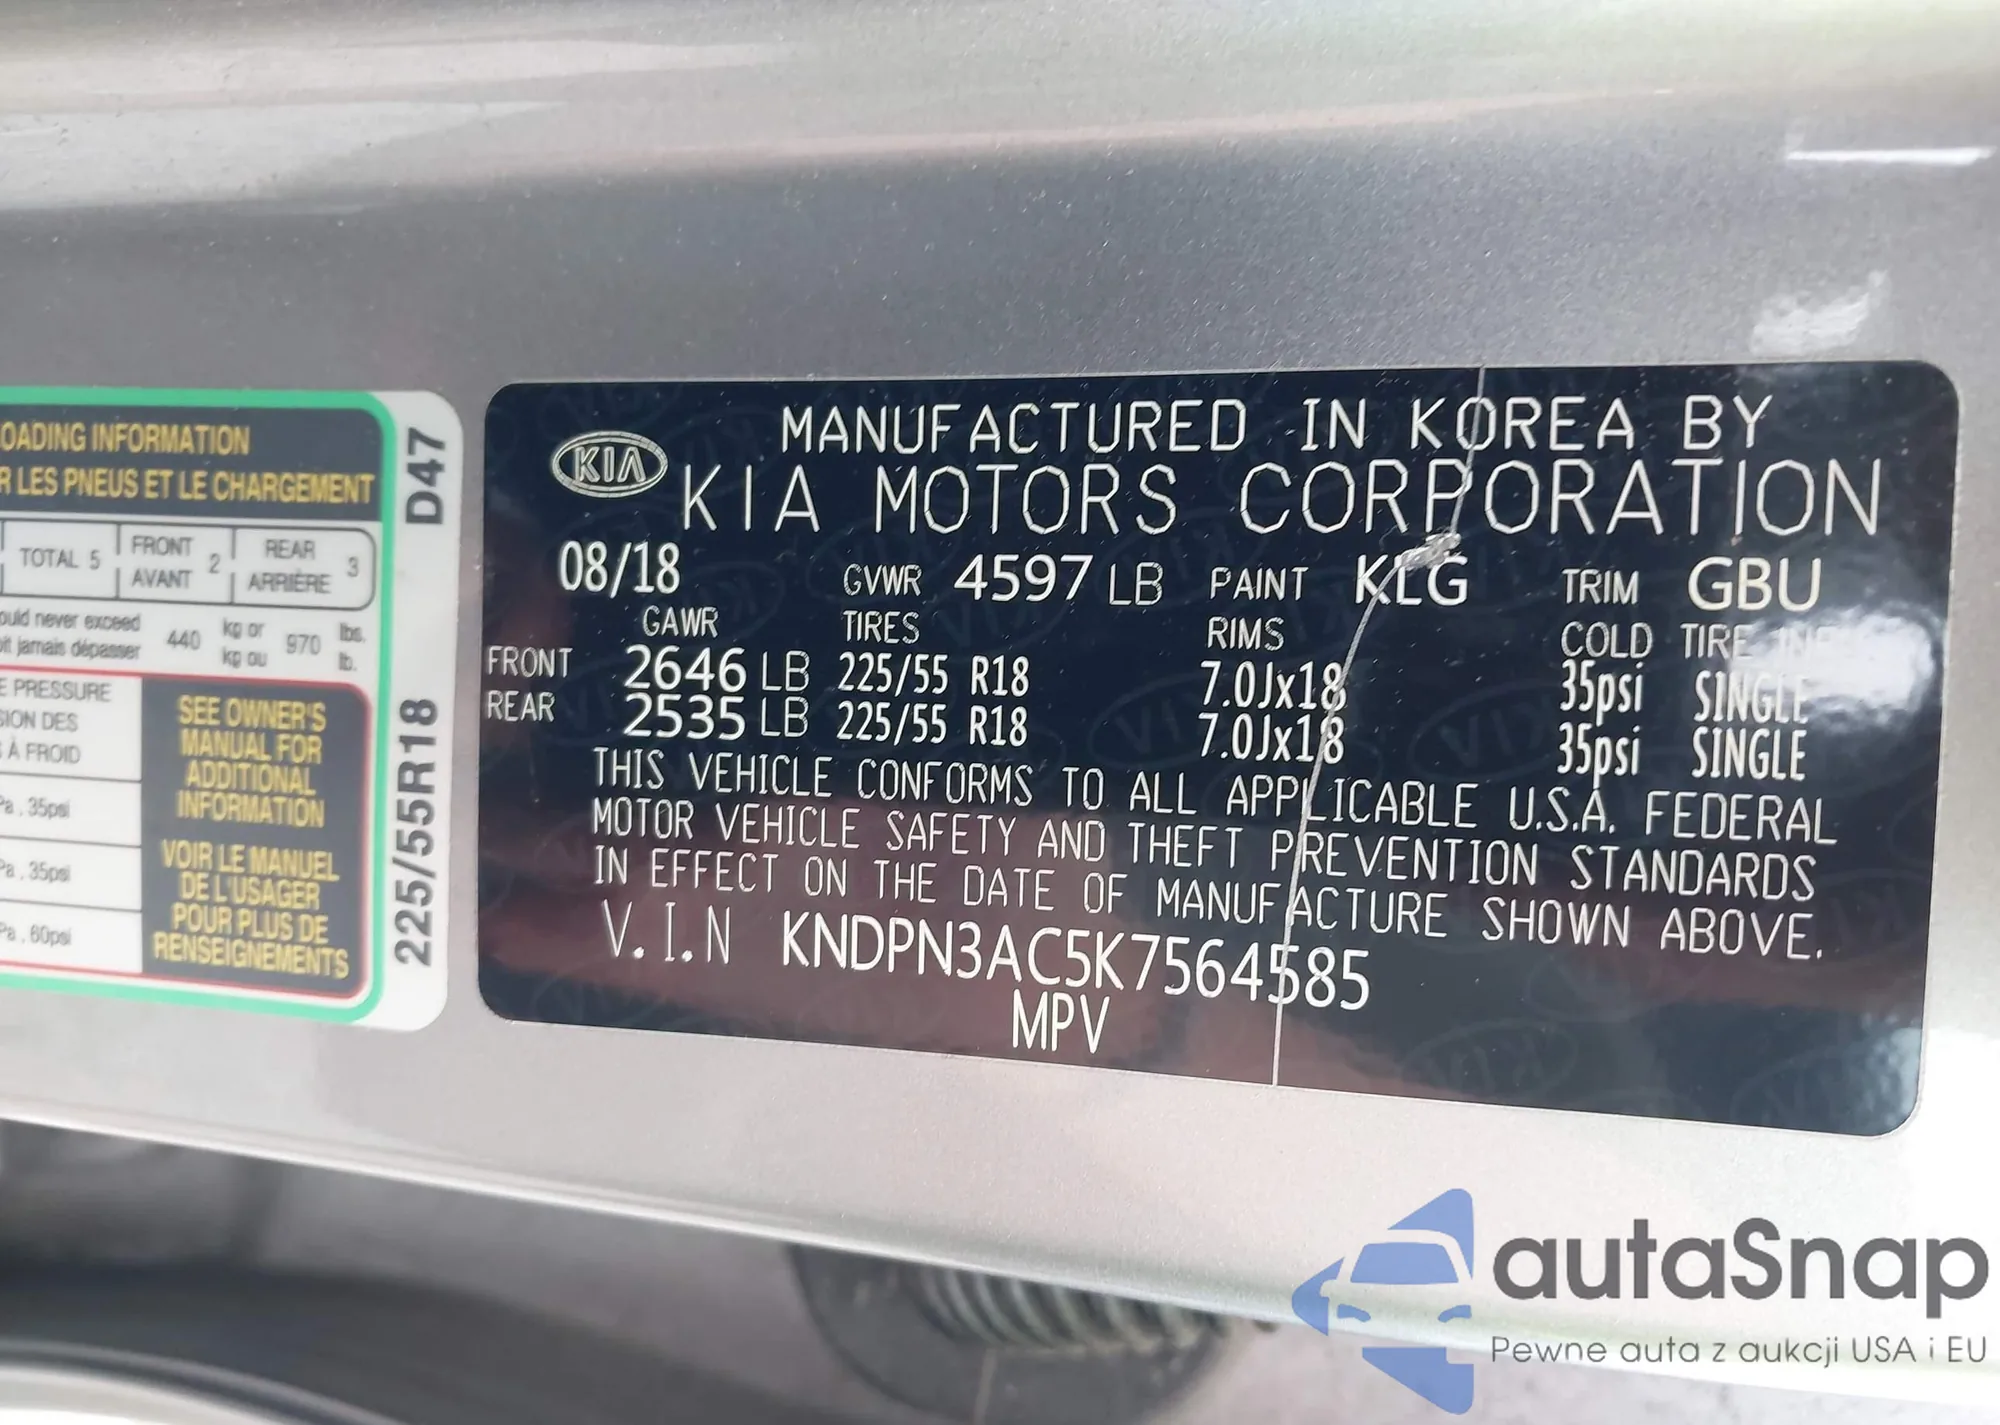 OADING INFORMATION
R LES PNEUS ET LE CHARGEMENT
TOTAL 5
FRONT
AVANT
2
REAR
ARRIÈRE
3
ould never exceed
it jamais dépasser
440
kg or
kg ou
970
lbs.
lb.
E PRESSURE
SION DES
À FROID
Pa . 35psi
Pa . 35psi
Pa . 60psi
SEE OWNER'S
MANUAL FOR
ADDITIONAL
INFORMATION
VOIR LE MANUEL
DE L'USAGER
POUR PLUS DE
RENSEIGNEMENTS
D47
225/55R18
KIA
MANUFACTURED IN KOREA BY
KIA MOTORS CORPORATION
08/18 GVWR 4597 LB PAINT KLG TRIM GBU
GAWR TIRES RIMS COLD TIRE INF
FRONT 2646 LB 225/55 R18 7.0Jx18 35psi SINGLE
REAR 2535 LB 225/55 R18 7.0Jx18 35psi SINGLE
THIS VEHICLE CONFORMS TO ALL APPLICABLE U.S.A. FEDERAL
MOTOR VEHICLE SAFETY AND THEFT PREVENTION STANDARDS
IN EFFECT ON THE DATE OF MANUFACTURE SHOWN ABOVE.
V.I.N KNDPN3AC5K7564585
MPV
autaSnap
Pewne auta z aukcji USA i EU